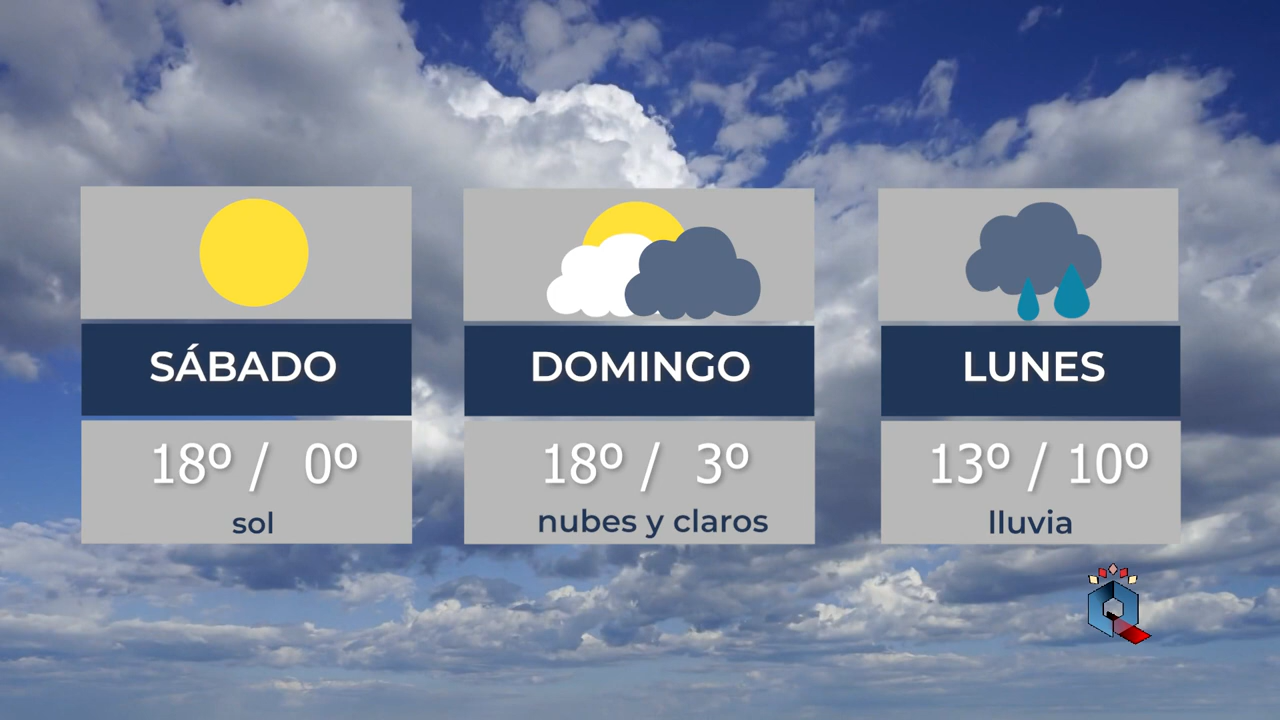 SÁBADO
18º / 0º
sol
DOMINGO
18º / 3º
nubes y claros
LUNES
13º / 10º
lluvia